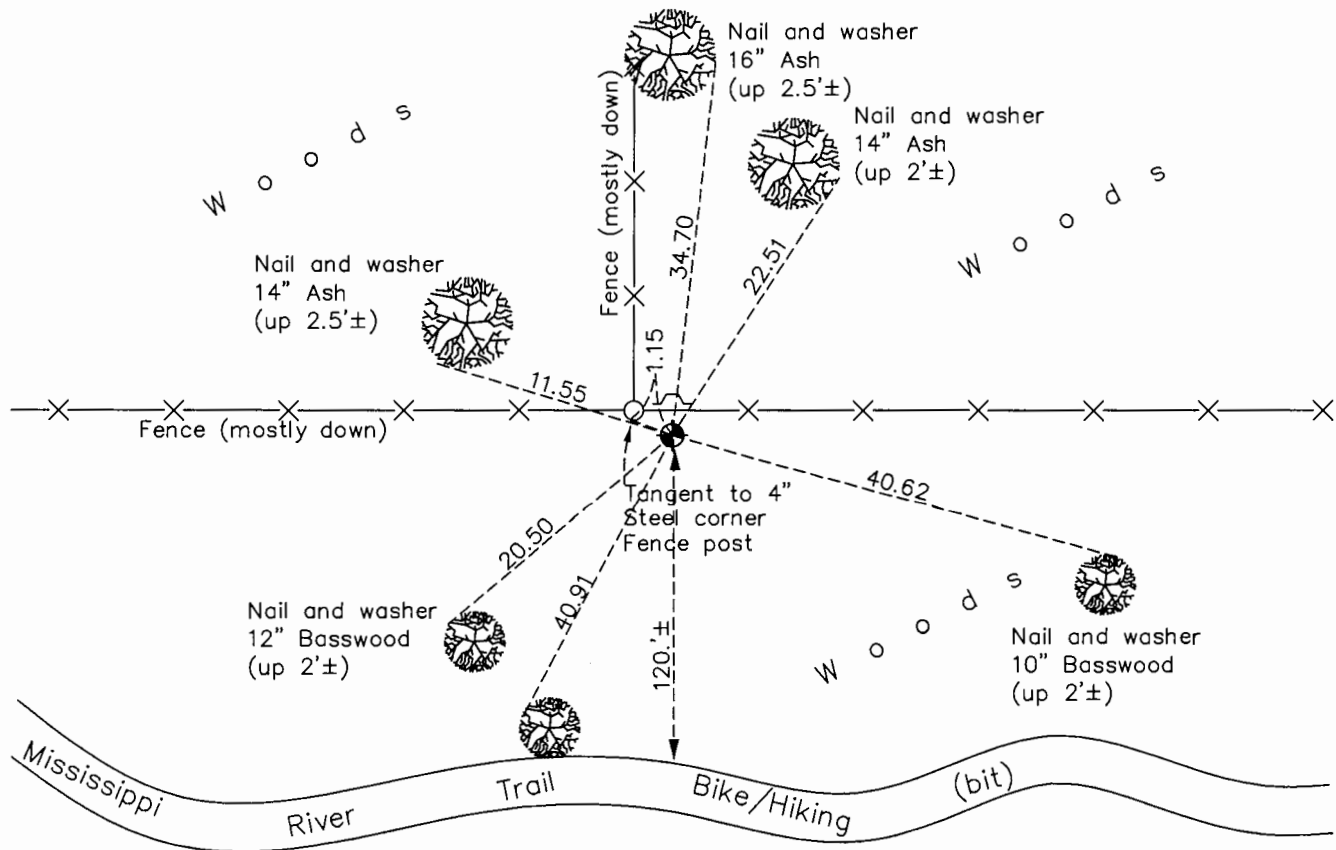 Nail and washer
16" Ash
(up 2.5'±)
Nail and washer
14" Ash
(up 2'±)
Woods
Fence (mostly down)
34.70
22.51
Woods
Nail and washer
14" Ash
(up 2.5'±)
1.15
11.55
Fence (mostly down)
40.62
Tangent to 4"
Steel corner
Fence post
20.50
40.91
120.'±
Nail and washer
12" Basswood
(up 2'±)
Woods
Nail and washer
10" Basswood
(up 2'±)
Mississippi River Trail Bike/Hiking (bit)